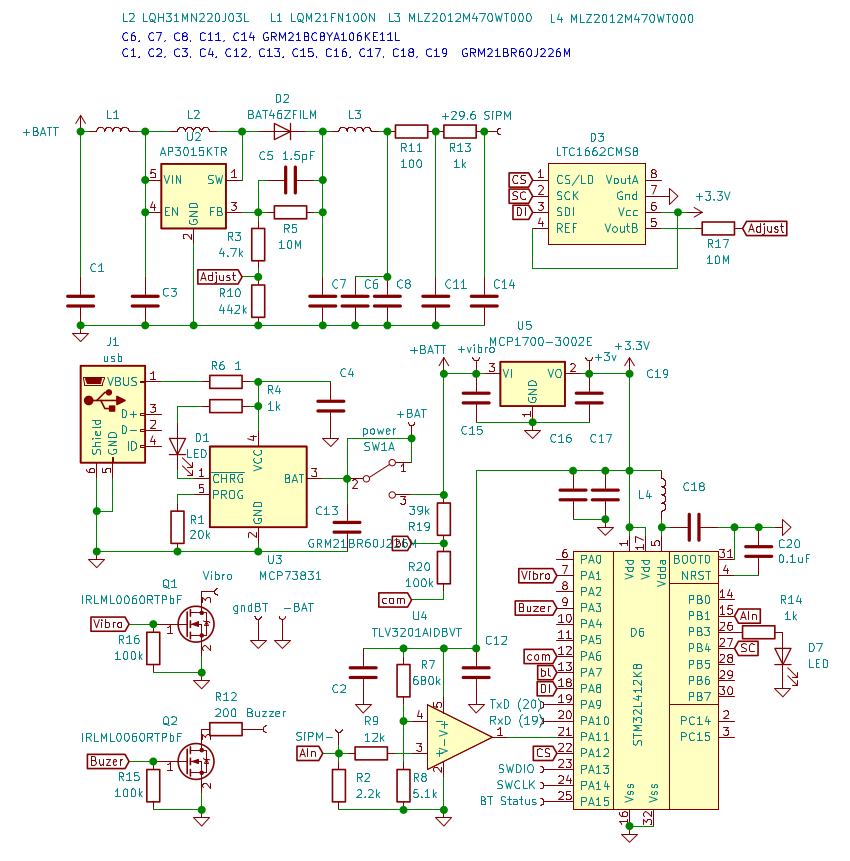 L2 LQH31MN220J03L L1 LQM21FN100N L3 MLZ2012M470WT000 L4 MLZ2012M470WT000
C6, C7, C8, C11, C14 GRM21BC8YA106KE11L
C1, C2, C3, C4, C12, C13, C15, C16, C17, C18, C19 GRM21BR60J226M
+BATT
L1
L2
D2
BAT46ZFILM
L3
+29.6 SiPM
U2
AP3015KTR
C5 1.5pF
R11
100
R13
1k
5 VIN
SW 1
4 EN
FB 3
GND
2
R5
10M
R3
4.7k
Adjust
R10
442k
C1
C3
C7
C6
C8
C11
C14
D3
LTC1662CMS8
CS 1 CS/LD VoutA 8
SC 2 SCK Gnd 7
DI 3 SDI Vcc 6
4 REF VoutB 5
+3.3V
R17
10M
Adjust
J1
usb
VBUS 1
D+ 3
D- 2
ID 4
Shield
GND
6
5
R6 1
R4
1k
C4
D1
LED
4
VCC
1 CHRG
5 PROG
BAT 3
GND
2
U3
MCP73831
R1
20k
C13
GRM21BR60J226M
power
SW1A
+BAT
1
2
3
+BATT
+vibro
U5
MCP1700-3002E
VI
VO 2
GND
1
+3v
+3.3V
C19
C15
C16
C17
39k
R19
bl
R20
100k
com
L4
C18
C20
0.1uF
Q1
IRLML0060RTPbF
Vibro
Vibro
1
3
2
R16
100k
gndBT
-BAT
Q2
IRLML0060RTPbF
Buzer
1
3
2
R15
100k
R12
200
Buzzer
U4
TLV3201AIDBVT
C2
R7
680k
C12
4
5
3
2
1
V+
V-
SiPM-
AIn
R9
12k
R2
2.2k
R8
5.1k
TxD (20)
RxD (19)
SWDIO
SWCLK
BT Status
D6
STM32L412KB
1
17
5
Vdd
Vdd
Vdda
6 PA0
Vibro 7 PA1
8 PA2
Buzer 9 PA3
10 PA4
11 PA5
com 12 PA6
bl 13 PA7
DI 18 PA8
19 PA9
20 PA10
21 PA11
CS 22 PA12
23 PA13
24 PA14
25 PA15
BOOT0 31
NRST 4
PB0 14
PB1 15 AIn
PB3 26
PB4 27 SC
PB5 28
PB6 29
PB7 30
PC14 2
PC15 3
Vss
Vss
16
32
R14
1k
D7
LED